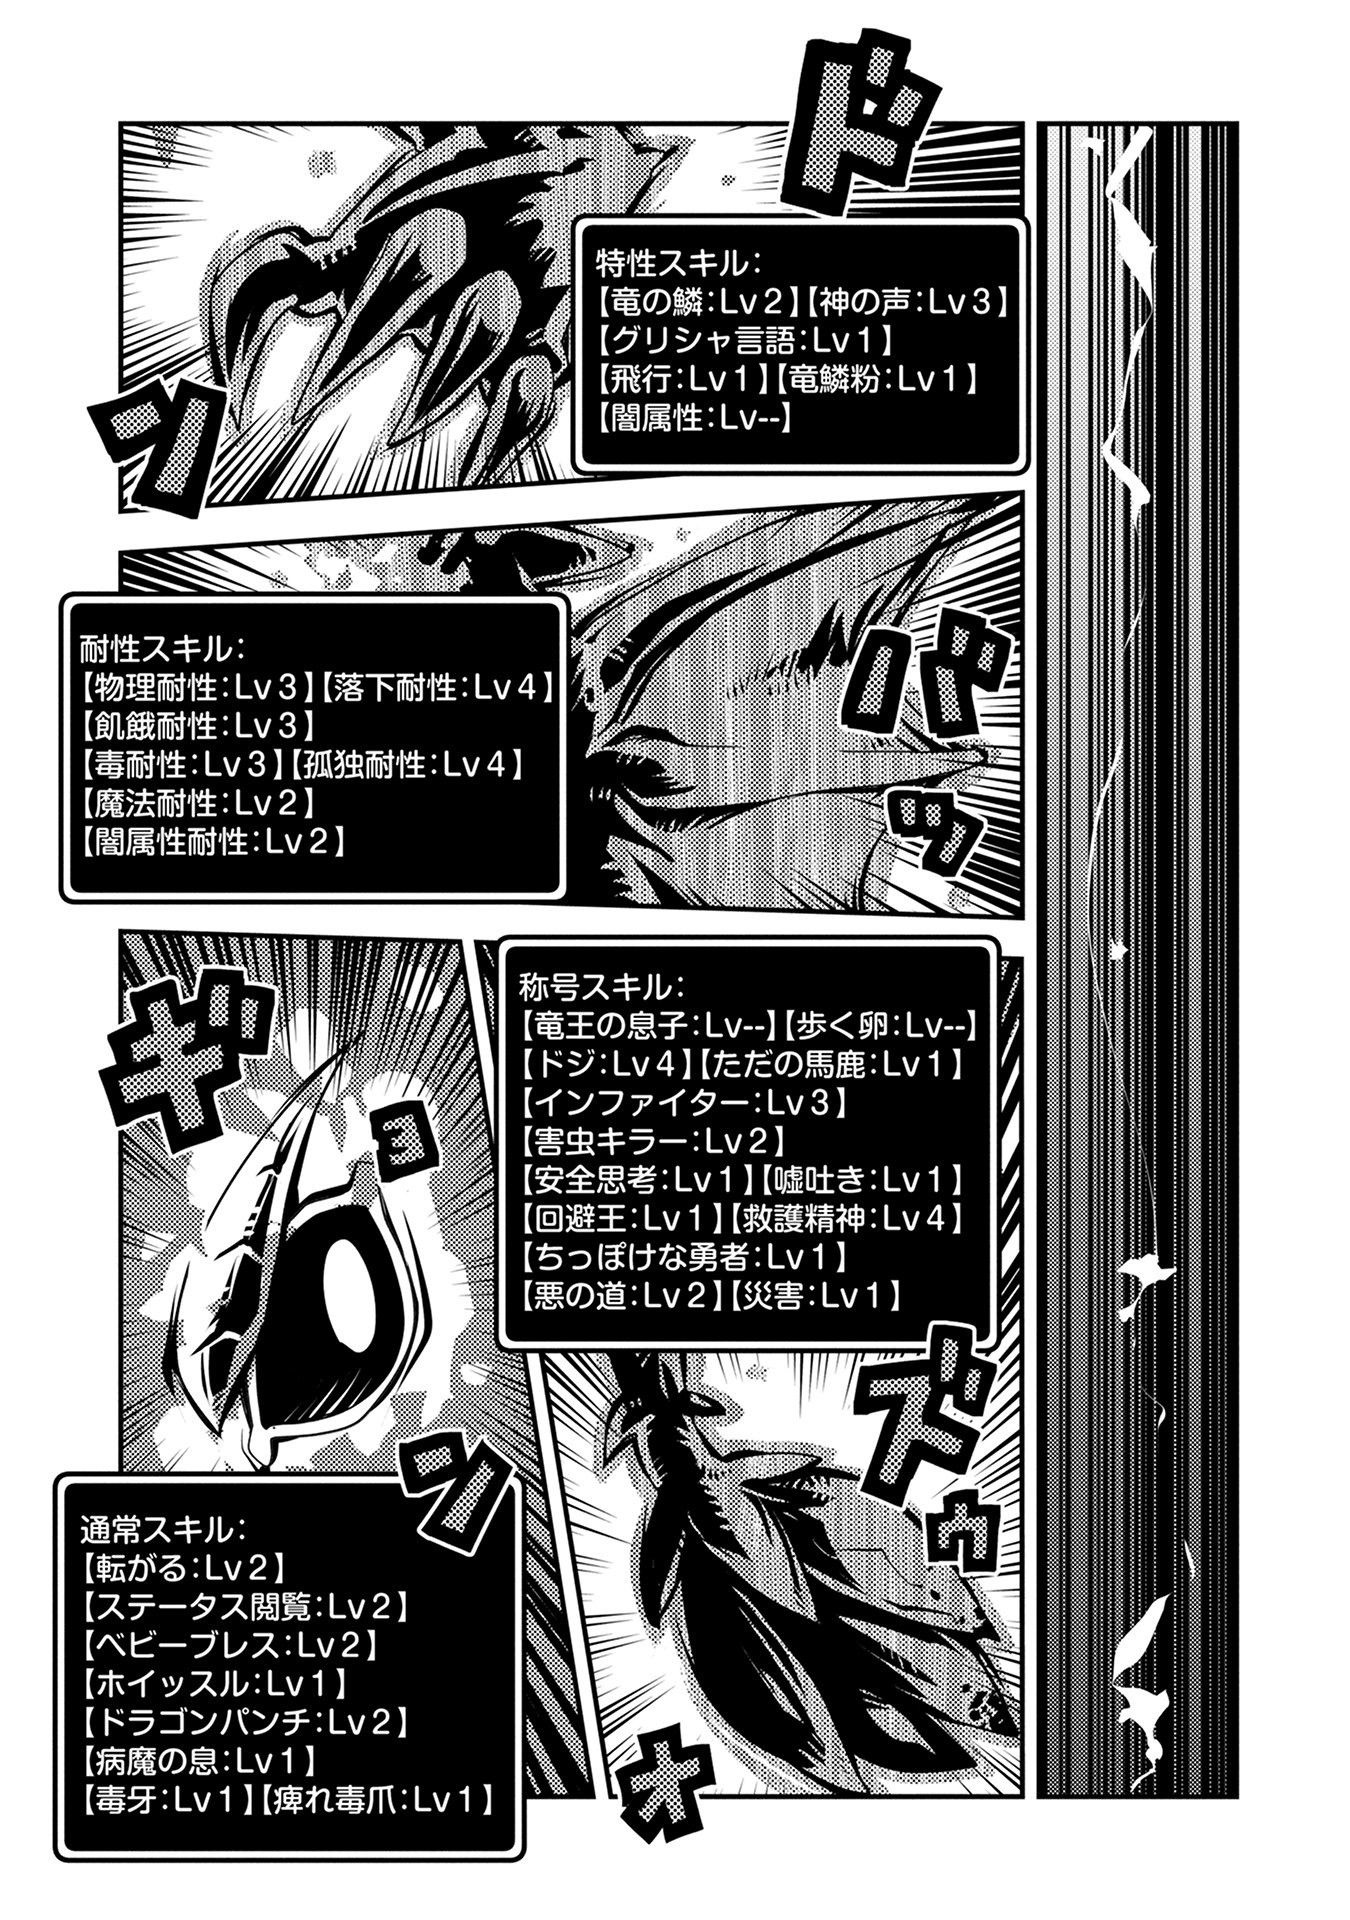 ドン
特性スキル：
【竜の鱗：Lv2】【神の声：Lv3】
【グリシャ言語：Lv1】
【飛行：Lv1】【竜鱗粉：Lv1】
【闇属性：Lv--】
バパッ
耐性スキル：
【物理耐性：Lv3】【落下耐性：Lv4】
【飢餓耐性：Lv3】
【毒耐性：Lv3】【孤独耐性：Lv4】
【魔法耐性：Lv2】
【闇属性耐性：Lv2】
称号スキル：
【竜王の息子：Lv--】【歩く卵：Lv--】
【ドジ：Lv4】【ただの馬鹿：Lv1】
【インファイター：Lv3】
【害虫キラー：Lv2】
【安全思考：Lv1】【嘘吐き：Lv1】
【回避王：Lv1】【救護精神：Lv4】
【ちっぽけな勇者：Lv1】
【悪の道：Lv2】【災害：Lv1】
ズドゥオ
ギョン
通常スキル：
【転がる：Lv2】
【ステータス閲覧：Lv2】
【ベビーブレス：Lv2】
【ホイッスル：Lv1】
【ドラゴンパンチ：Lv2】
【病魔の息：Lv1】
【毒牙：Lv1】【痺れ毒爪：Lv1】